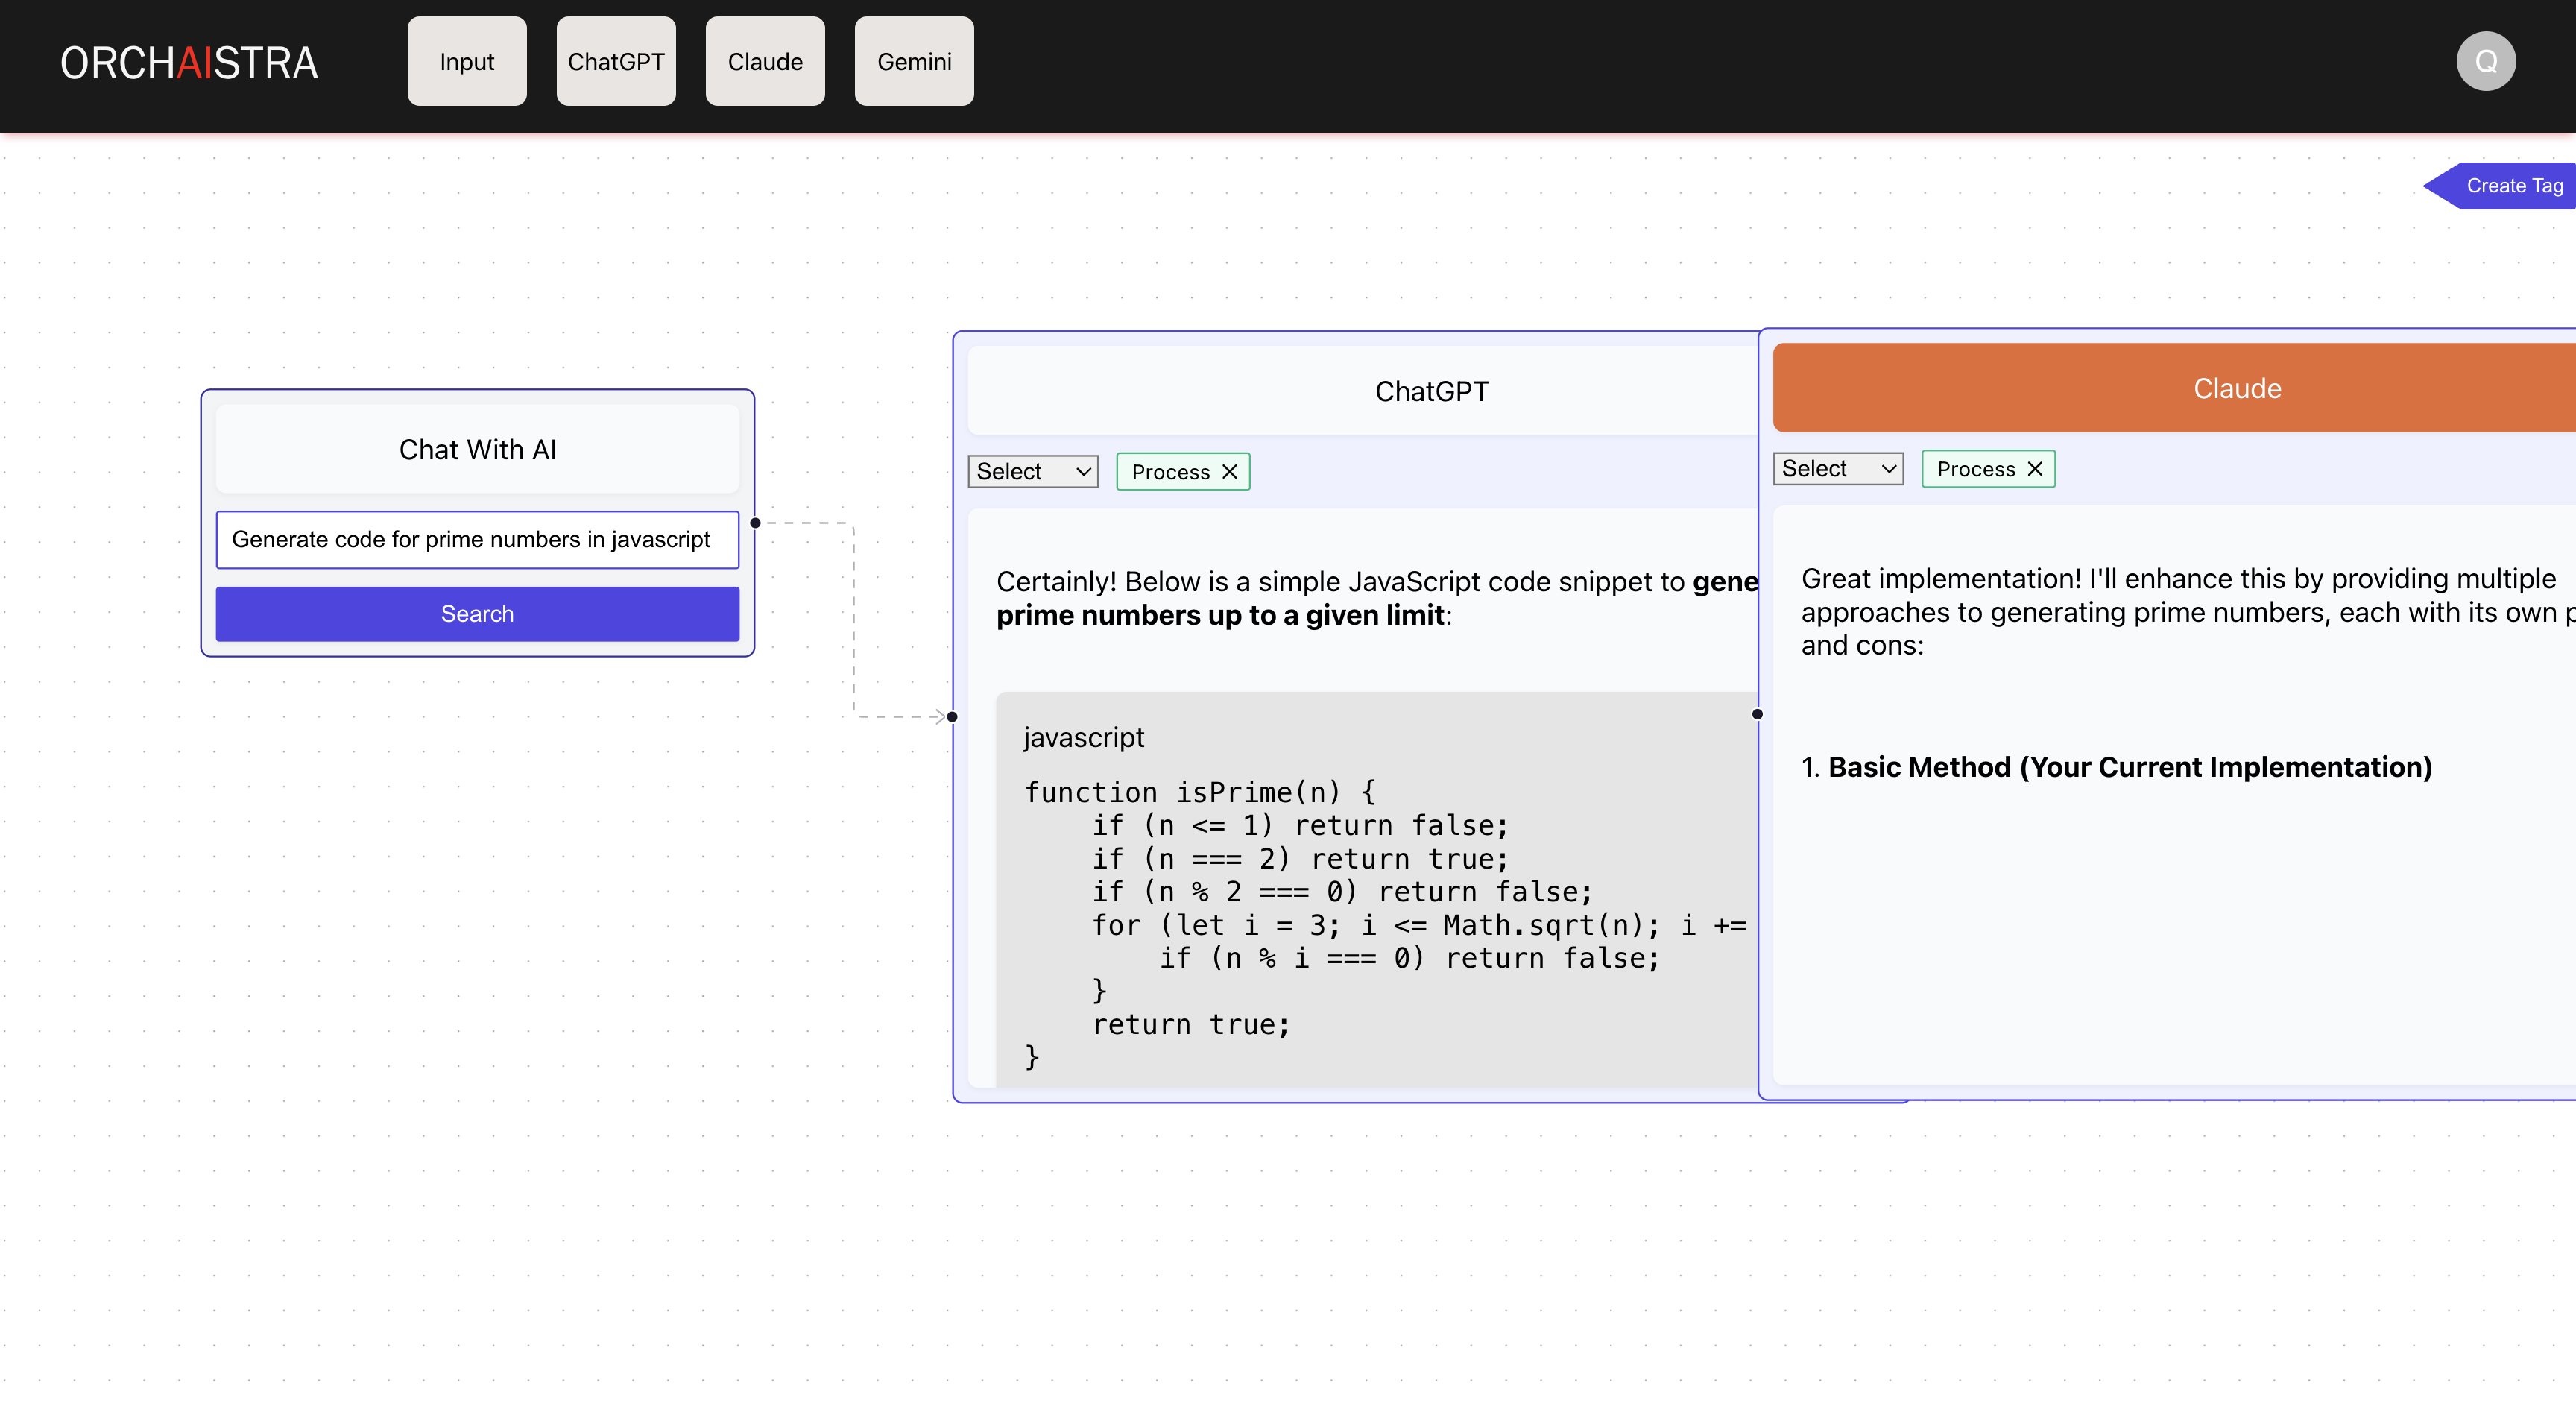 ORCHAISTRA
Input
ChatGPT
Claude
Gemini
Q
Create Tag
Chat With AI
Generate code for prime numbers in javascript
Search
ChatGPT
Select
Process
Certainly! Below is a simple JavaScript code snippet to gene
prime numbers up to a given limit:
javascript
function isPrime(n) {
    if (n <= 1) return false;
    if (n === 2) return true;
    if (n % 2 === 0) return false;
    for (let i = 3; i <= Math.sqrt(n); i +=
        if (n % i === 0) return false;
    }
    return true;
}
Claude
Select
Process
Great implementation! I'll enhance this by providing multiple
approaches to generating prime numbers, each with its own
and cons:
1. Basic Method (Your Current Implementation)